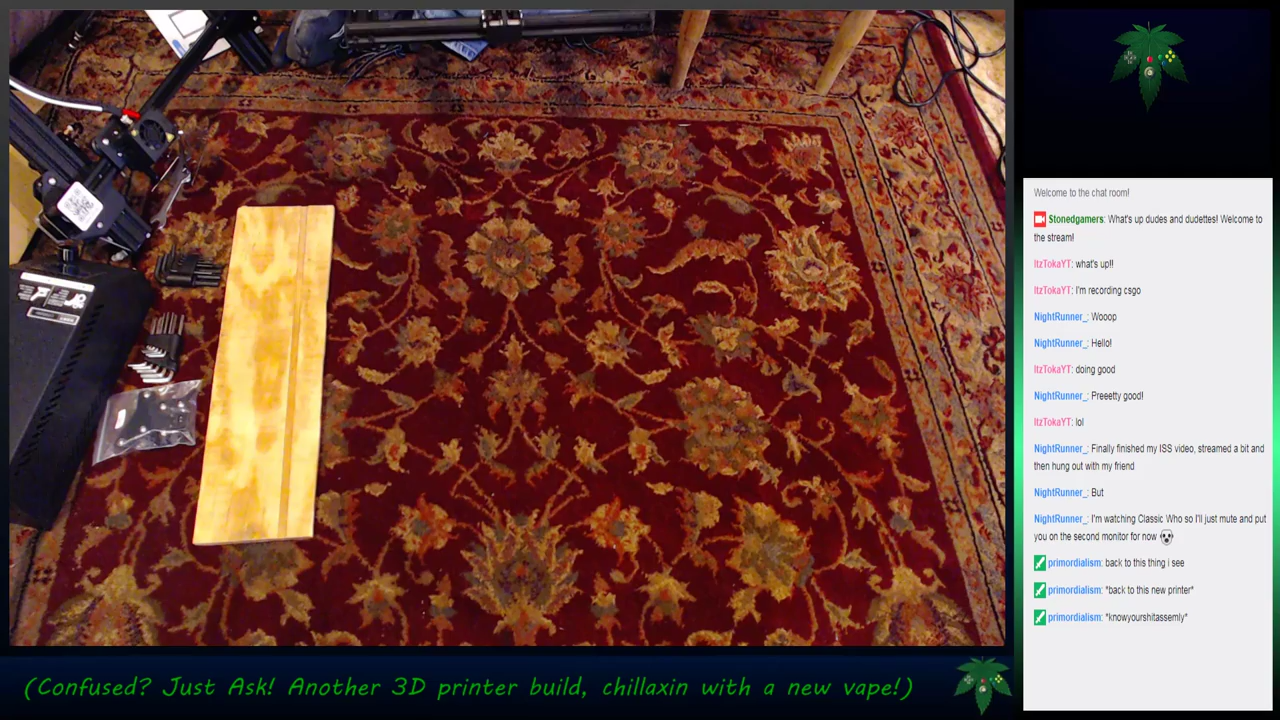 Welcome to the chat room!
Stonedgamers: What's up dudes and dudettes! Welcome to
the stream!
ItzTokaYT: what's up!!
ItzTokaYT: I'm recording csgo
NightRunner_: Wooop
NightRunner_: Hello!
ItzTokaYT: doing good
NightRunner_: Preeetty good!
ItzTokaYT: lol
NightRunner_: Finally finished my ISS video, streamed a bit and
then hung out with my friend
NightRunner_: But
NightRunner_: I'm watching Classic Who so I'll just mute and put
you on the second monitor for now
primordialism: back to this thing i see
primordialism: *back to this new printer*
primordialism: *knowyourshitassemly*
(Confused? Just Ask! Another 3D printer build, chillaxin with a new vape!)